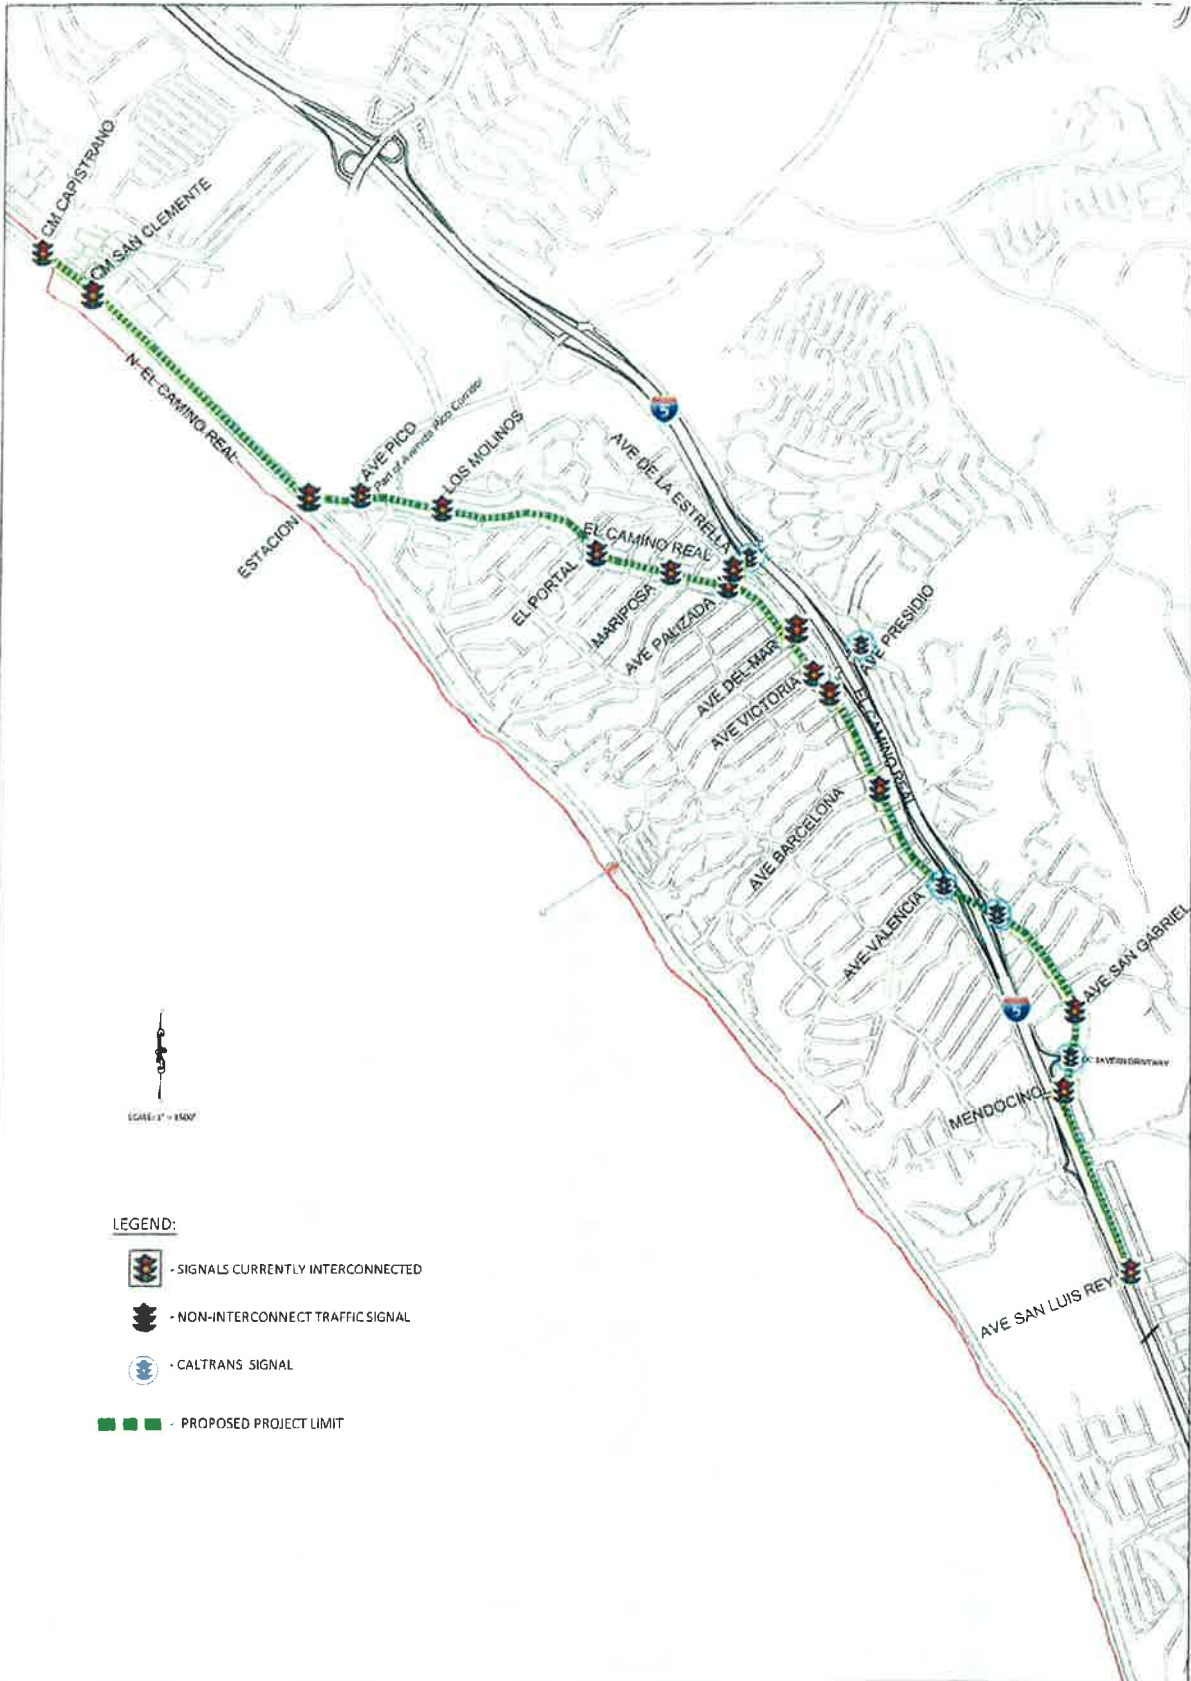 CM CAPISTRANO
CM SAN CLEMENTE
N. EL CAMINO REAL
ESTACION
AVE PICO
Part of Avenida Pico Corridor
LOS MOLINOS
5
AVE DE LA ESTRELLA
EL CAMINO REAL
EL PORTAL
MARIPOSA
AVE PALIZADA
AVE PRESIDIO
AVE DEL MAR
AVE VICTORIA
EL CAMINO REAL
AVE BARCELONA
AVE VALENCIA
AVE SAN GABRIEL
5
MENDOCINO
AVE SAN LUIS REY
SCALE: 1" = 1500'
LEGEND:
- SIGNALS CURRENTLY INTERCONNECTED
- NON-INTERCONNECT TRAFFIC SIGNAL
- CALTRANS SIGNAL
- PROPOSED PROJECT LIMIT